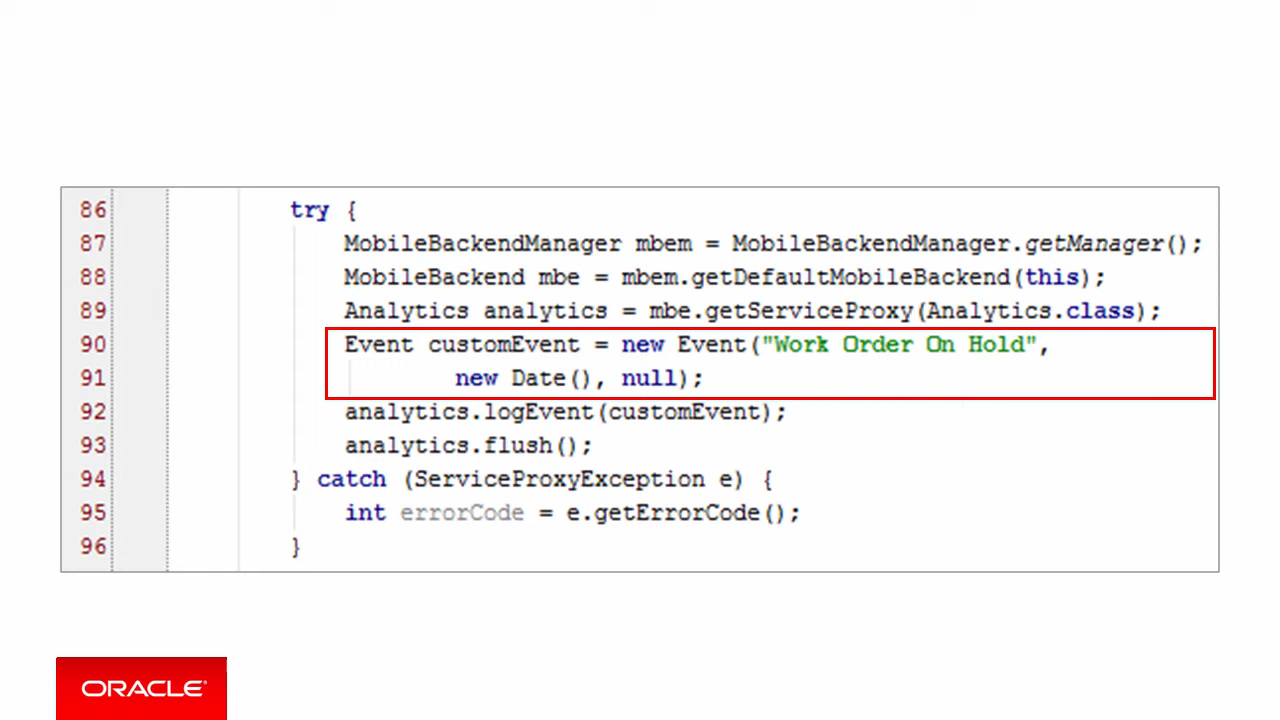 86 try {
87 MobileBackendManager mbem = MobileBackendManager.getManager();
88 MobileBackend mbe = mbem.getDefaultMobileBackend(this);
89 Analytics analytics = mbe.getServiceProxy(Analytics.class);
90 Event customEvent = new Event("Work Order On Hold",
91 new Date(), null);
92 analytics.logEvent(customEvent);
93 analytics.flush();
94 } catch (ServiceProxyException e) {
95 int errorCode = e.getErrorCode();
96 }
ORACLE®